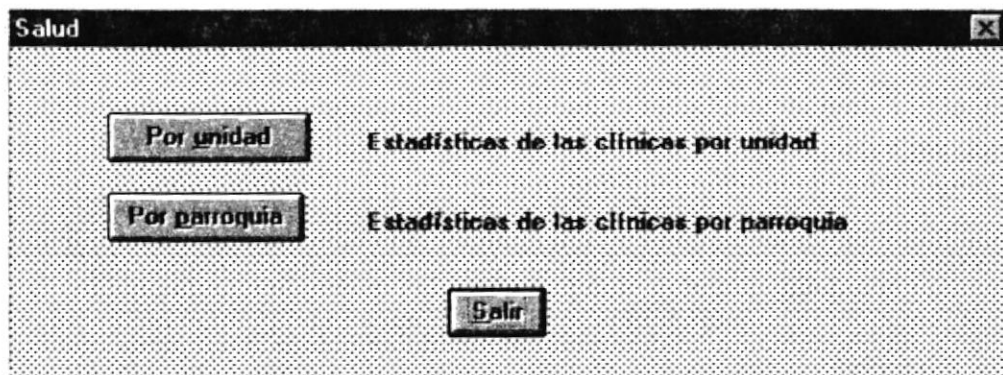 Salud
Por unidad Estadísticas de las clínicas por unidad
Por parroquia Estadísticas de las clínicas por parroquia
Salir